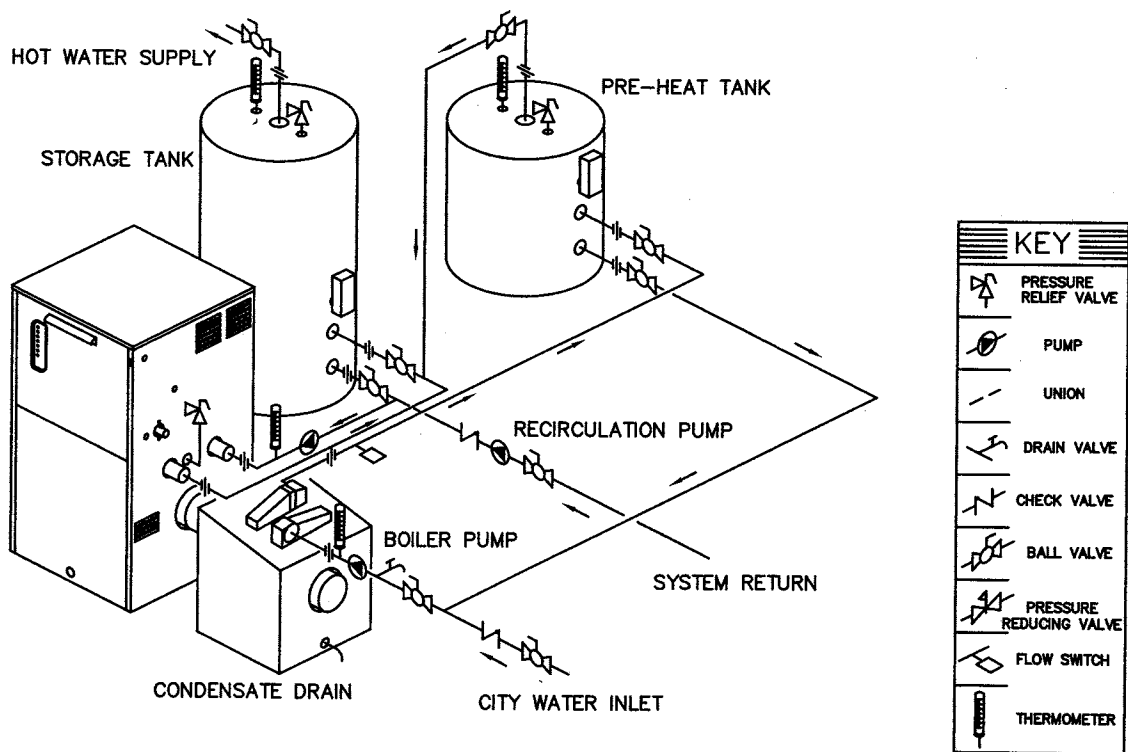 HOT WATER SUPPLY
PRE-HEAT TANK
STORAGE TANK
RECIRCULATION PUMP
BOILER PUMP
SYSTEM RETURN
CONDENSATE DRAIN
CITY WATER INLET
KEY
PRESSURE
RELIEF VALVE
PUMP
UNION
DRAIN VALVE
CHECK VALVE
BALL VALVE
PRESSURE
REDUCING VALVE
FLOW SWITCH
THERMOMETER